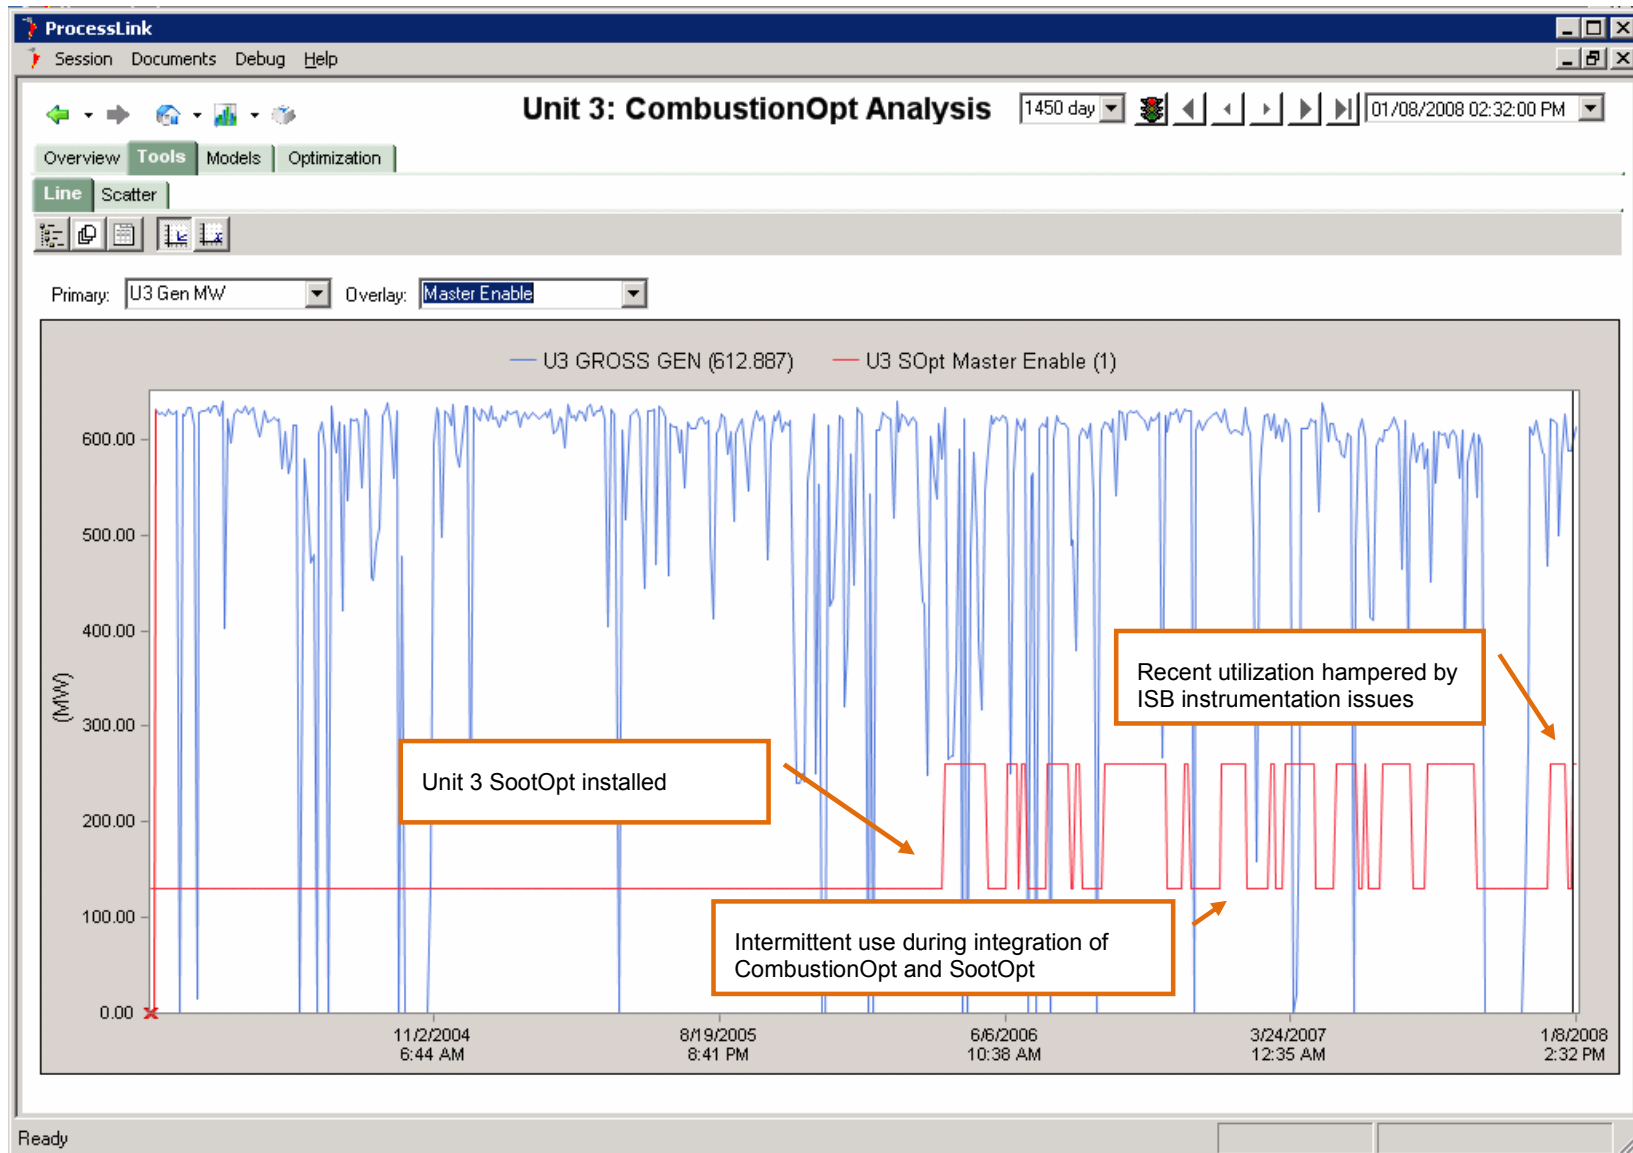 ProcessLink
Session Documents Debug Help
Unit 3: CombustionOpt Analysis 1450 day 01/08/2008 02:32:00 PM
Overview Tools Models Optimization
Line Scatter
Primary: U3 Gen MW Overlay: Master Enable
U3 GROSS GEN (612.887) U3 SOpt Master Enable (1)
600.00
500.00
400.00
300.00
200.00
100.00
0.00
(MW)
Recent utilization hampered by
ISB instrumentation issues
Unit 3 SootOpt installed
Intermittent use during integration of
CombustionOpt and SootOpt
11/2/2004 8/19/2005 6/6/2006 3/24/2007 1/8/2008
6:44 AM 8:41 PM 10:38 AM 12:35 AM 2:32 PM
Ready